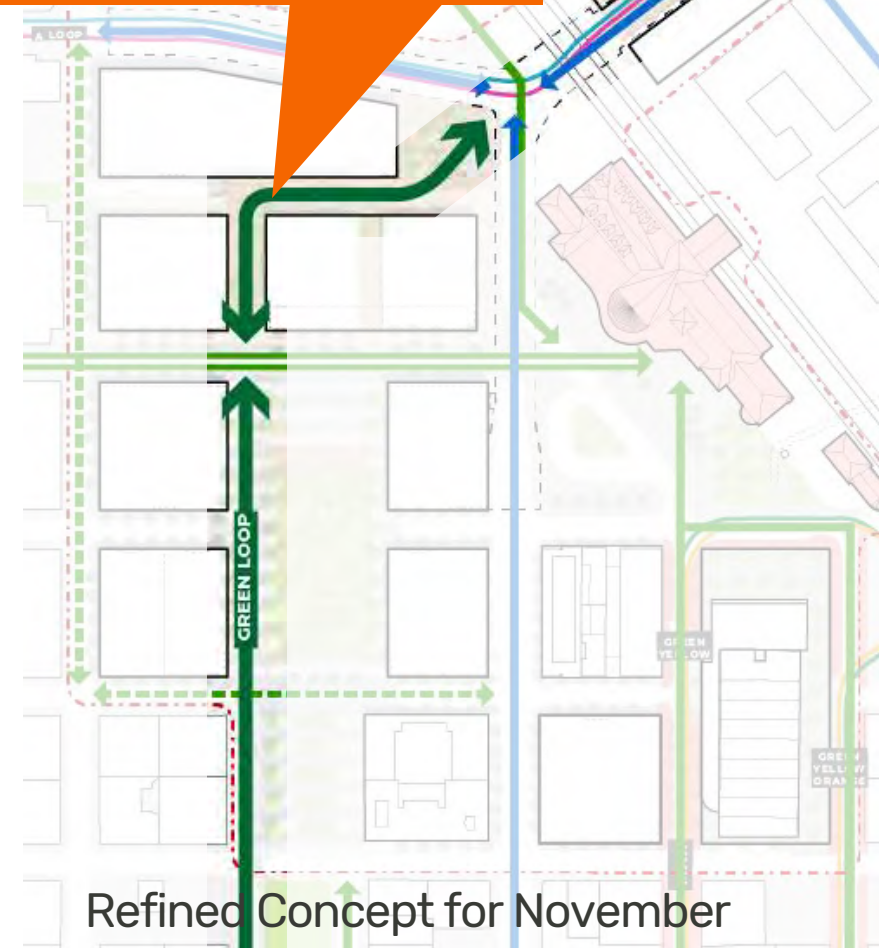 A LOOP
GREEN LOOP
GREEN
YELLOW
GREEN
YELLOW/
ORANGE
Refined Concept for November